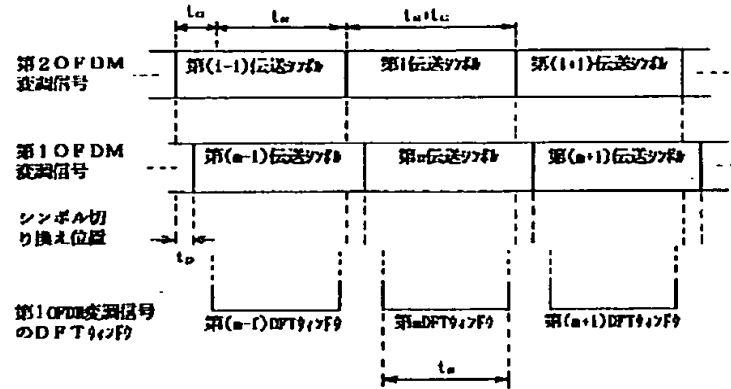 t_G
t_s
t_s+t_G
第2OFDM
変調信号
第(i-1)伝送シンボル
第i伝送シンボル
第(i+1)伝送シンボル
第1OFDM
変調信号
第(m-1)伝送シンボル
第m伝送シンボル
第(m+1)伝送シンボル
シンボル切
り換え位置
t_D
第1OFDM変調信号
のDFTウィンドウ
第(m-1)DFTウィンドウ
第mDFTウィンドウ
第(m+1)DFTウィンドウ
t_s